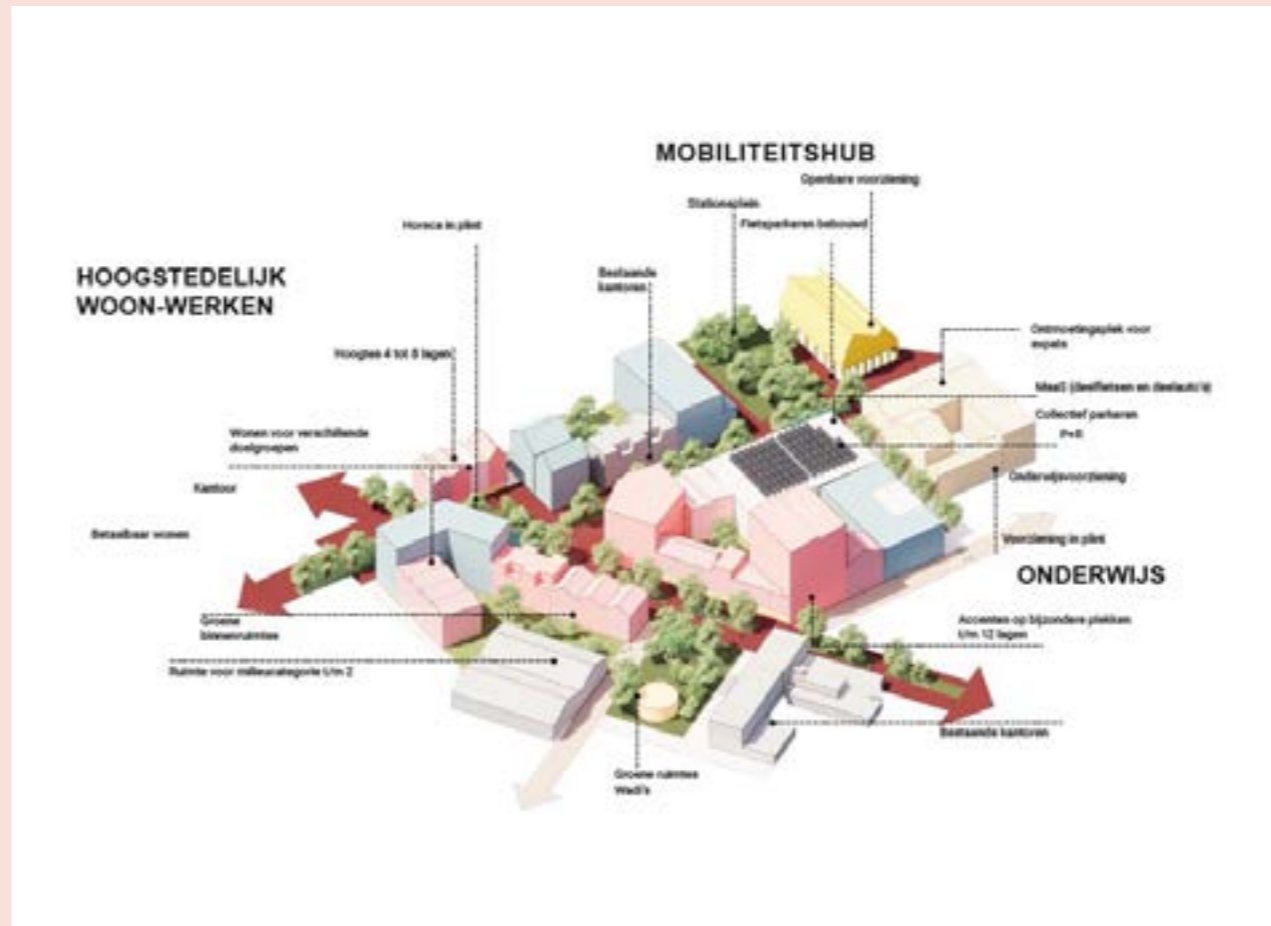 MOBILITEITSHUB
Openbare voorziening
Stationsplein
Fietsparkeren bebouwd
Horeca in plint
HOOGSTEDELIJK
WOON-WERKEN
Bestaande
kantoren
Ontmoetingsplek voor
expats
Hoogtes 4 tot 8 lagen
MaaS (deelfietsen en deelauto's)
Collectief parkeren
P+R
Wonen voor verschillende
doelgroepen
Kantoor
Onderwijsvoorziening
Betaalbaar wonen
Voorziening in plint
ONDERWIJS
Groene
binnenruimtes
Accenten op bijzondere plekken
t/m 12 lagen
Ruimte voor milieucategorie t/m 2
Bestaande kantoren
Groene ruimtes
Wadi's